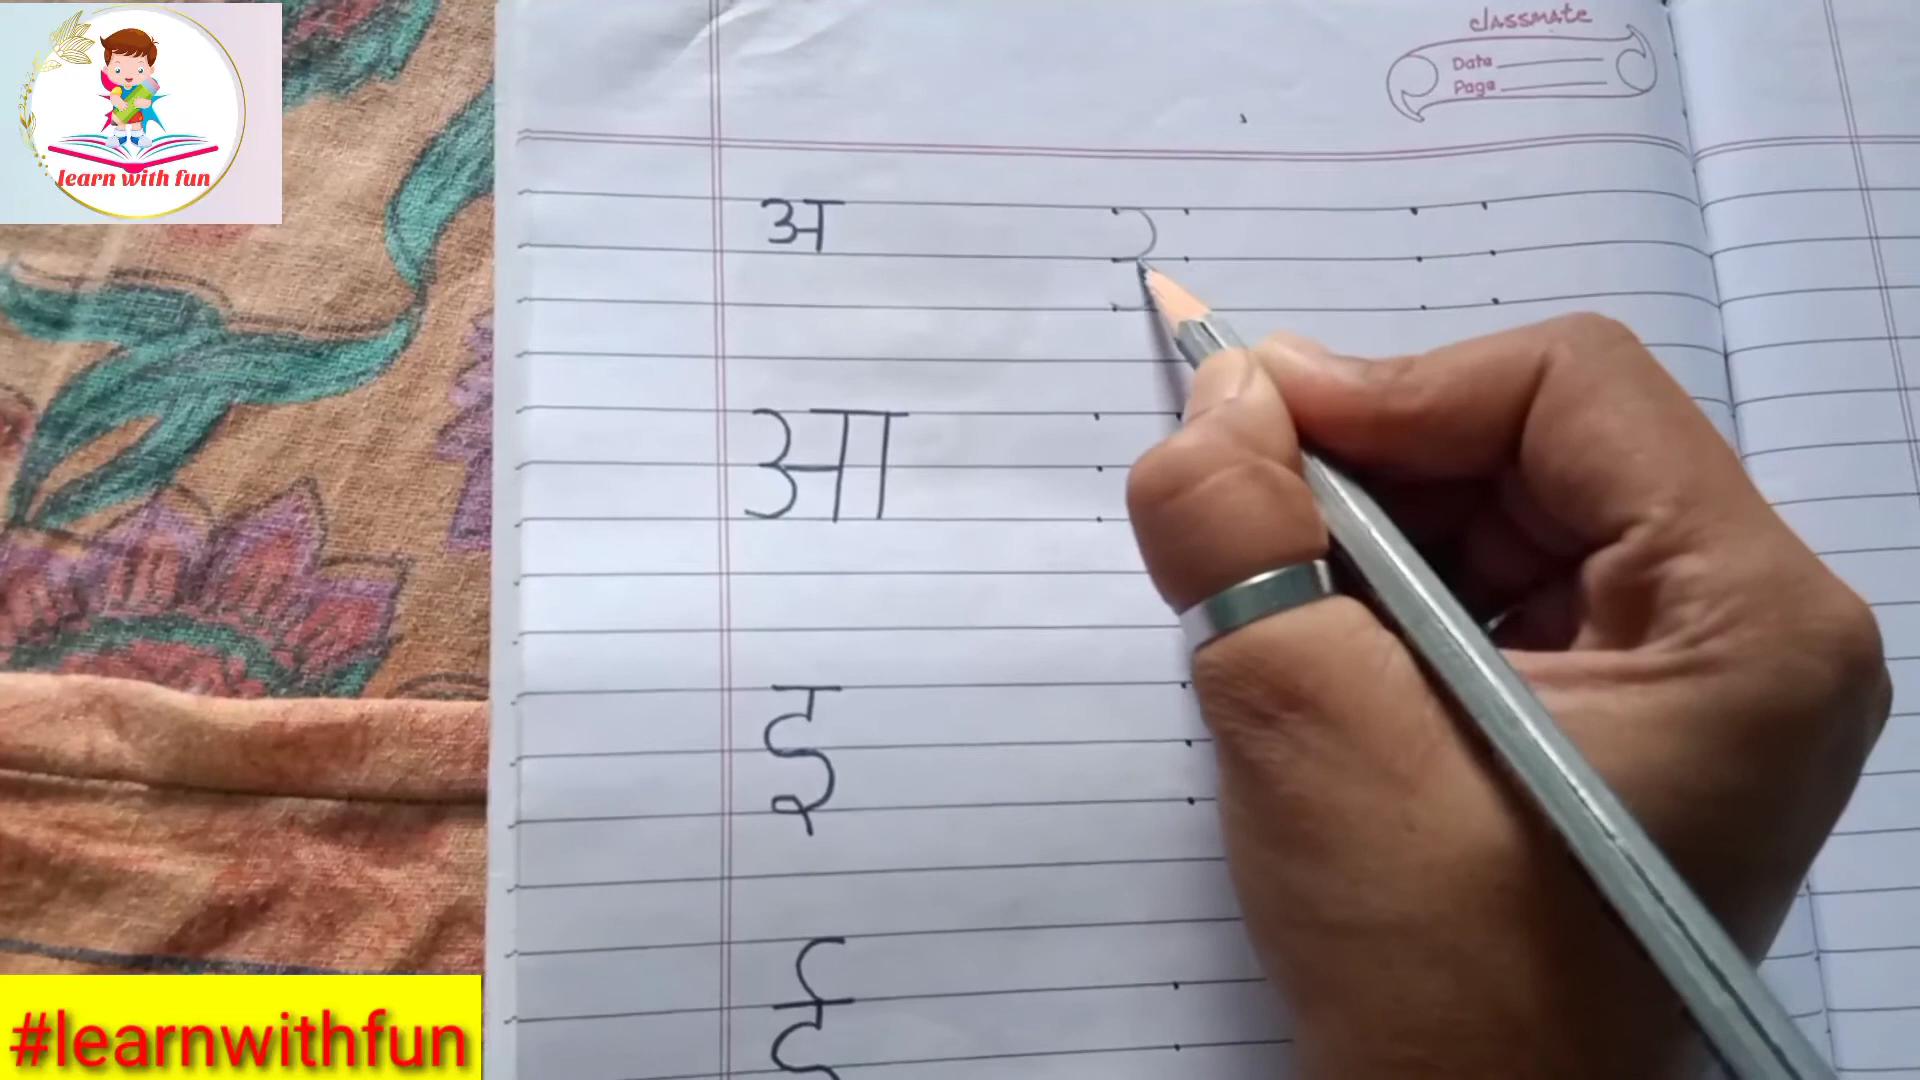 classmate
Date
Page
learn with fun
अ
आ
इ
ई
#learnwithfun